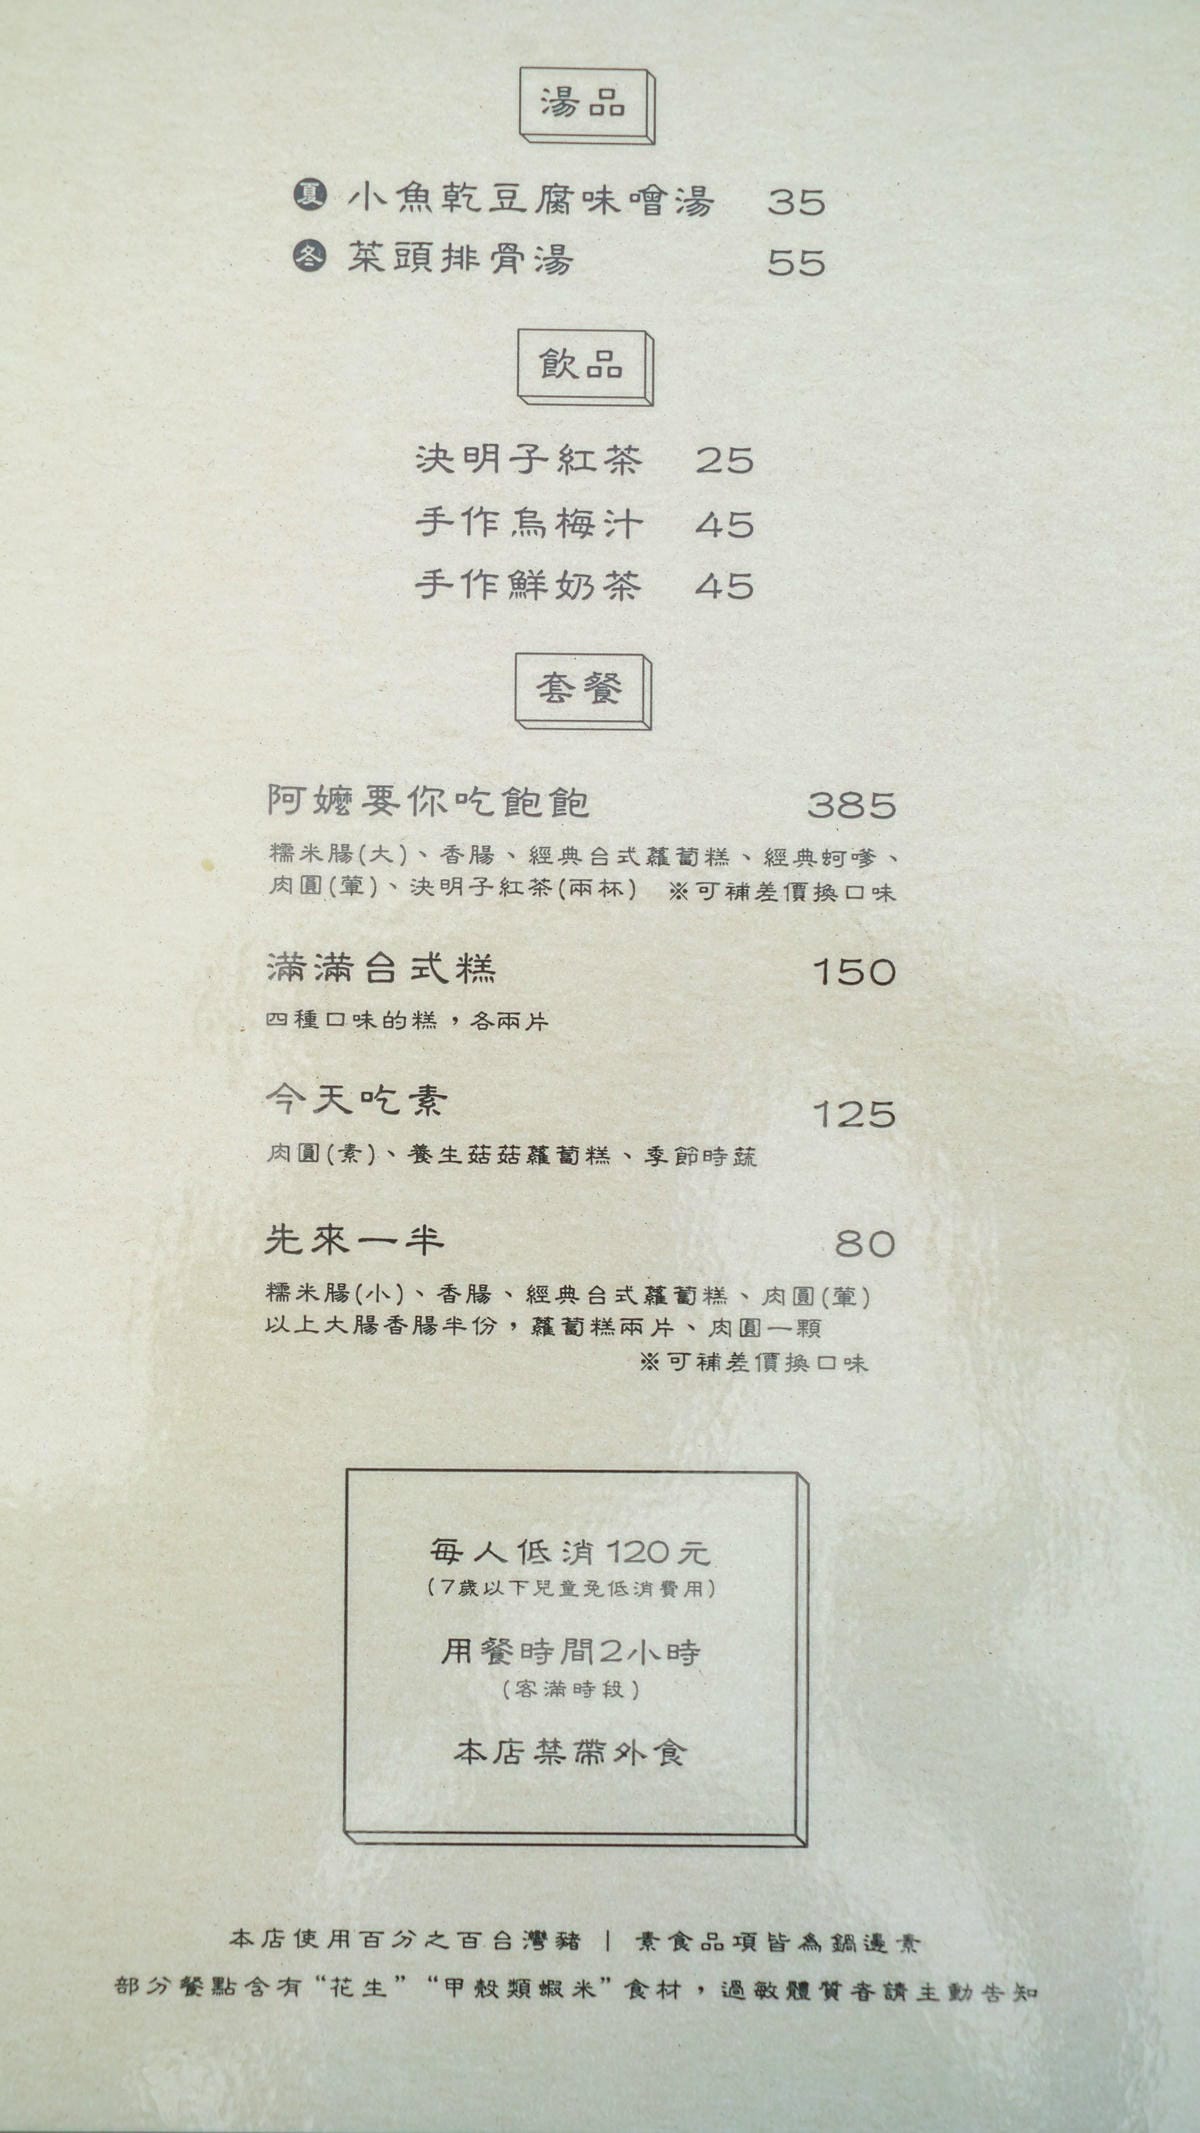 湯品
夏 小魚乾豆腐味噌湯 35
冬 菜頭排骨湯 55
飲品
決明子紅茶 25
手作烏梅汁 45
手作鮮奶茶 45
套餐
阿嬤要你吃飽飽 385
糯米腸(大)、香腸、經典台式蘿蔔糕、經典蚵嗲、
肉圓(葷)、決明子紅茶(兩杯) ※可補差價換口味
滿滿台式糕 150
四種口味的糕，各兩片
今天吃素 125
肉圓(素)、養生菇菇蘿蔔糕、季節時蔬
先來一半 80
糯米腸(小)、香腸、經典台式蘿蔔糕、肉圓(葷)
以上大腸香腸半份，蘿蔔糕兩片、肉圓一顆
※可補差價換口味
每人低消120元
(7歲以下兒童免低消費用)
用餐時間2小時
(客滿時段)
本店禁帶外食
本店使用百分之百台灣豬 | 素食品項皆為鍋邊素
部分餐點含有“花生”“甲殼類蝦米”食材，過敏體質者請主動告知